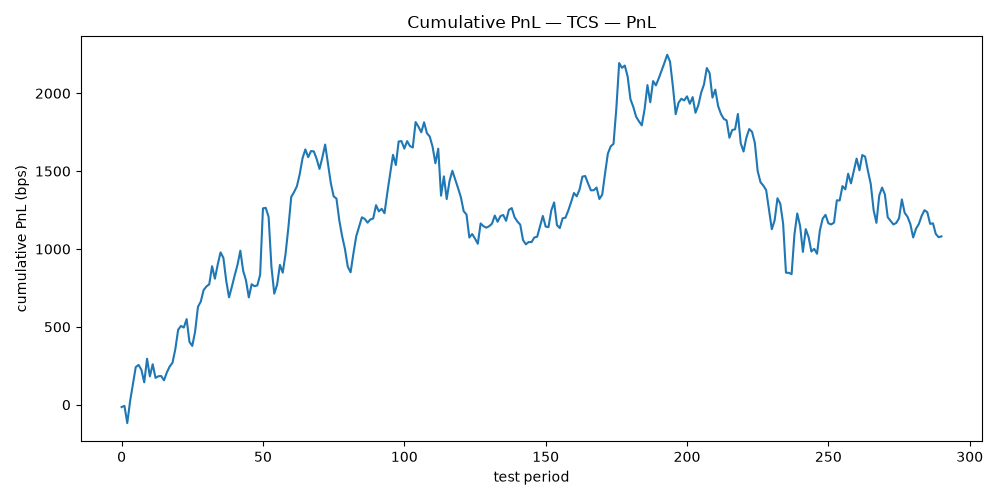 Cumulative PnL — TCS — PnL
cumulative PnL (bps)
2000
1500
1000
500
0
0 50 100 150 200 250 300
test period